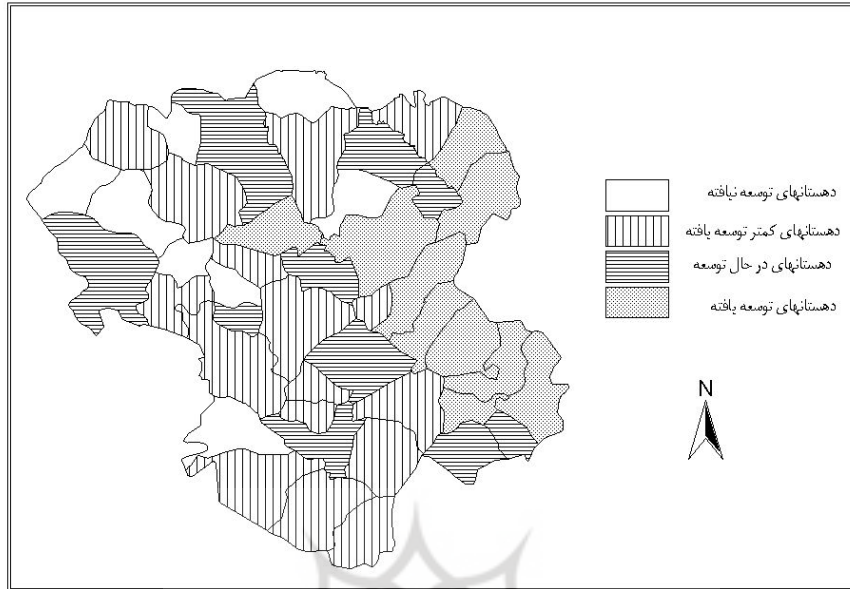 دهستانهای توسعه نیافته
دهستانهای کمتر توسعه یافته
دهستانهای در حال توسعه
دهستانهای توسعه یافته
N